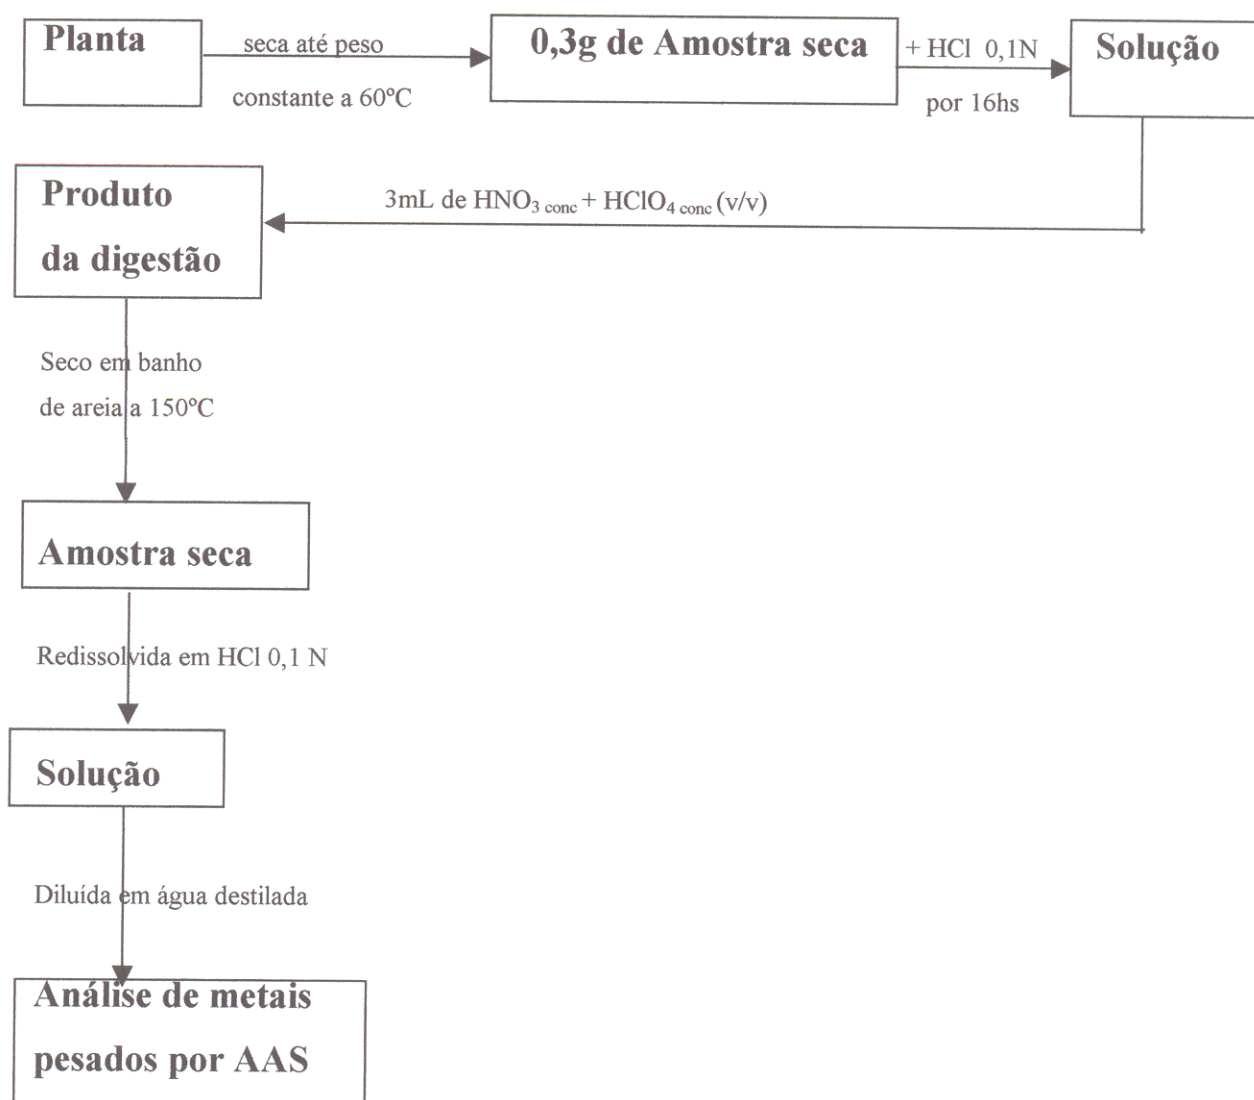 Planta
seca até peso
constante a 60ºC
0,3g de Amostra seca
+ HCl 0,1N
por 16hs
Solução
3mL de HNO3 conc + HClO4 conc (v/v)
Produto
da digestão
Seco em banho
de areia a 150ºC
Amostra seca
Redissolvida em HCl 0,1 N
Solução
Diluída em água destilada
Análise de metais
pesados por AAS